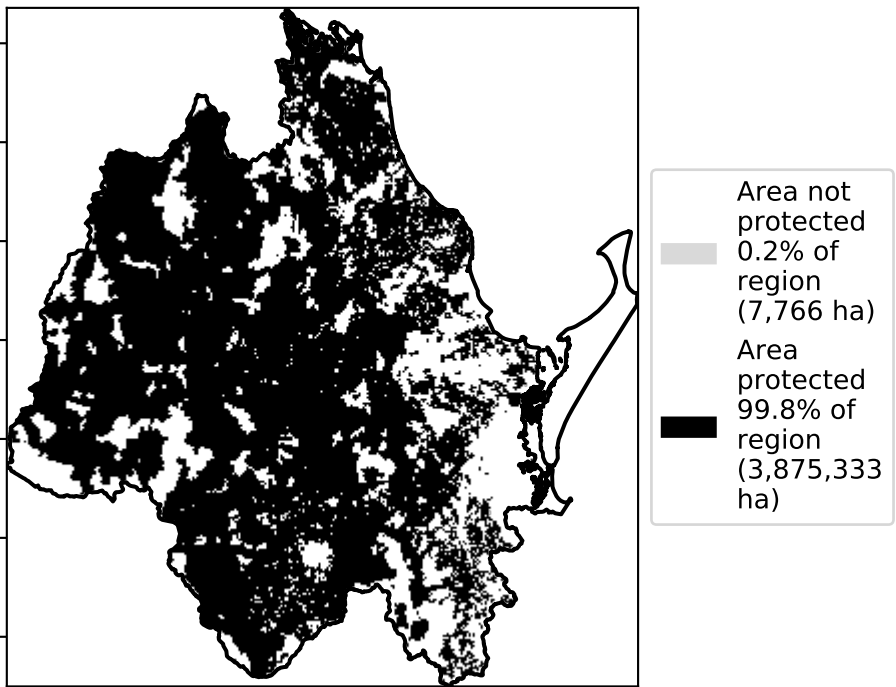 Area not
protected
0.2% of
region
(7,766 ha)
Area
protected
99.8% of
region
(3,875,333
ha)